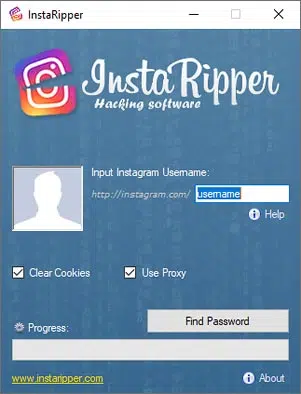 InstaRipper
InstaRipper
Hacking software
Input Instagram Username:
http://instagram.com/ username
Help
Clear Cookies Use Proxy
Find Password
Progress:
www.instaripper.com About